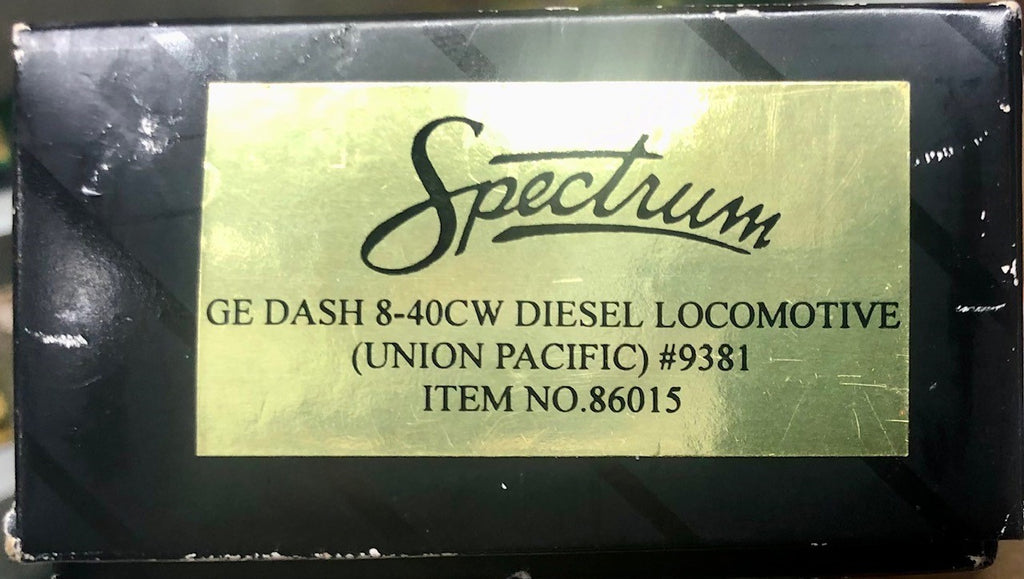 Spectrum
GE DASH 8-40CW DIESEL LOCOMOTIVE
(UNION PACIFIC) #9381
ITEM NO.86015